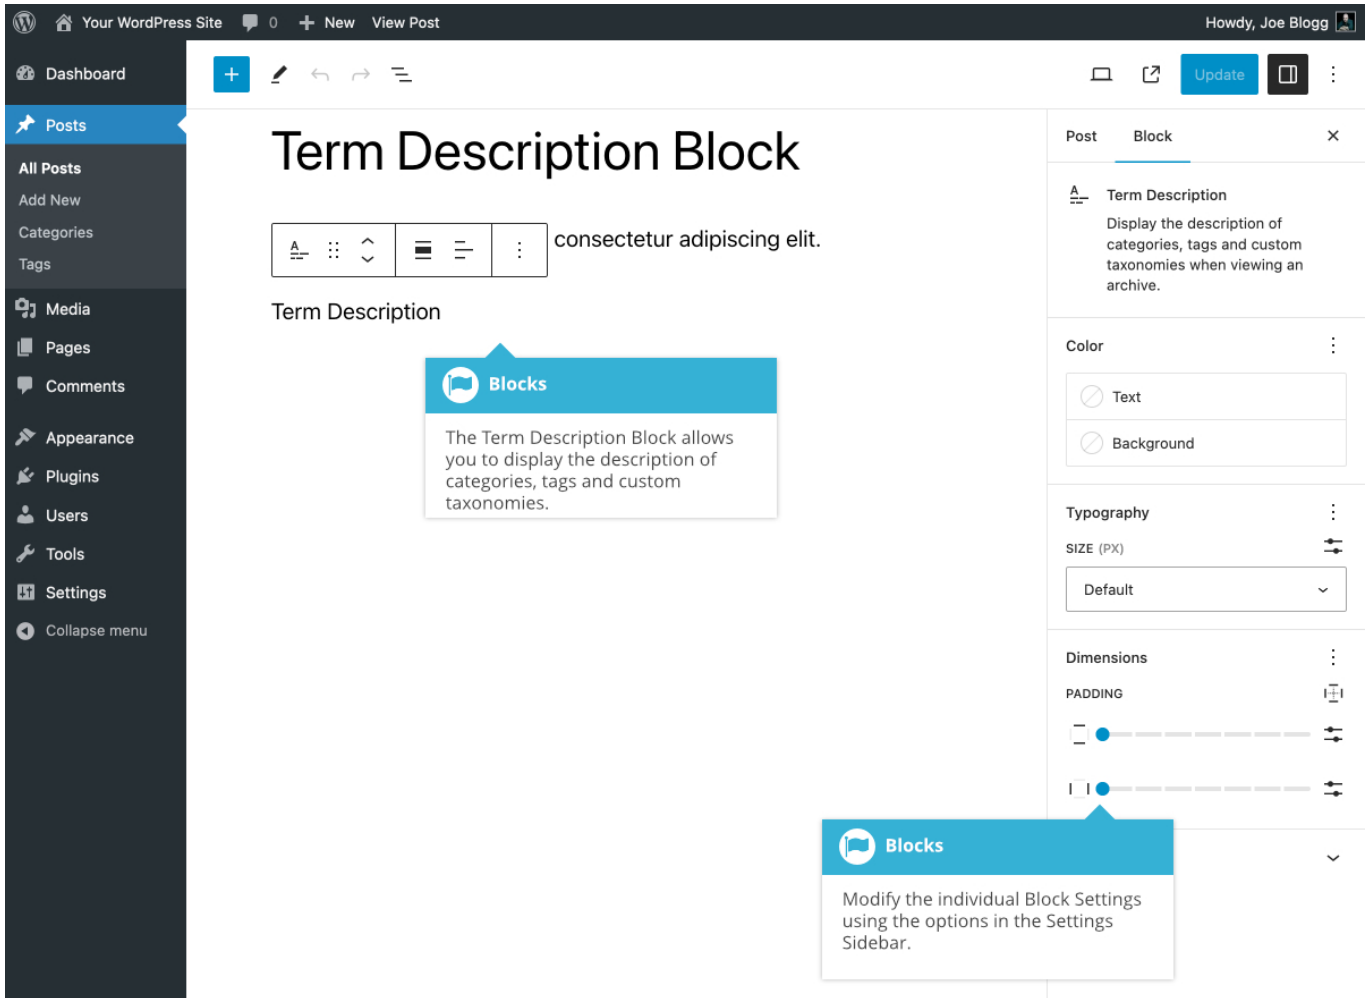 Your WordPress Site 0 New View Post Howdy, Joe Blogg
Dashboard
Posts
All Posts
Add New
Categories
Tags
Media
Pages
Comments
Appearance
Plugins
Users
Tools
Settings
Collapse menu
Update
Term Description Block
consectetur adipiscing elit.
Term Description
Blocks
The Term Description Block allows
you to display the description of
categories, tags and custom
taxonomies.
Post Block
Term Description
Display the description of
categories, tags and custom
taxonomies when viewing an
archive.
Color
Text
Background
Typography
SIZE (PX)
Default
Dimensions
PADDING
Blocks
Modify the individual Block Settings
using the options in the Settings
Sidebar.